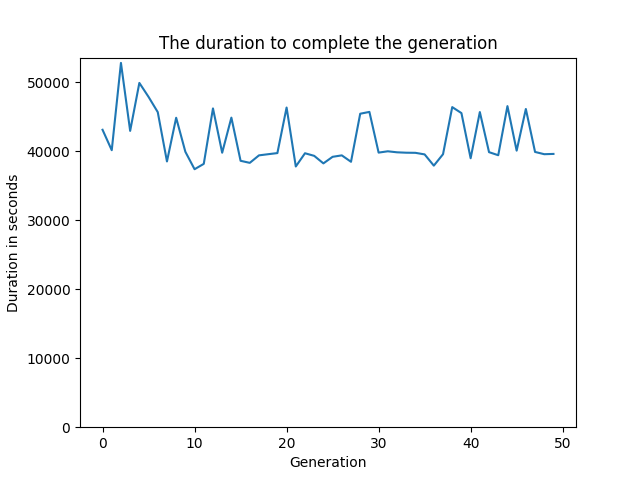 The duration to complete the generation
50000
40000
30000
20000
10000
0
Duration in seconds
0 10 20 30 40 50
Generation